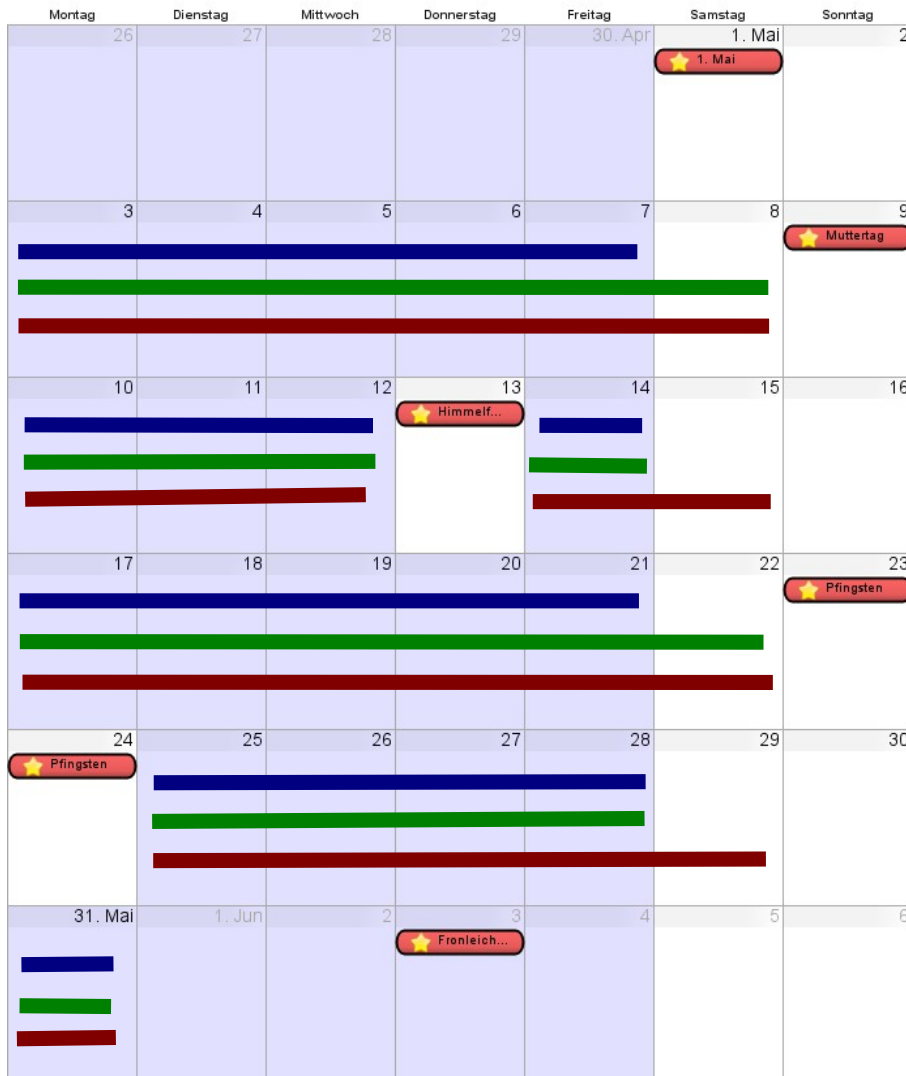 Montag Dienstag Mittwoch Donnerstag Freitag Samstag Sonntag
26 27 28 29 30. Apr 1. Mai 2
1. Mai
3 4 5 6 7 8 9
Muttertag
10 11 12 13 14 15 16
Himmelf...
17 18 19 20 21 22 23
Pfingsten
24 25 26 27 28 29 30
Pfingsten
31. Mai 1. Jun 2 3 4 5 6
Fronleich...